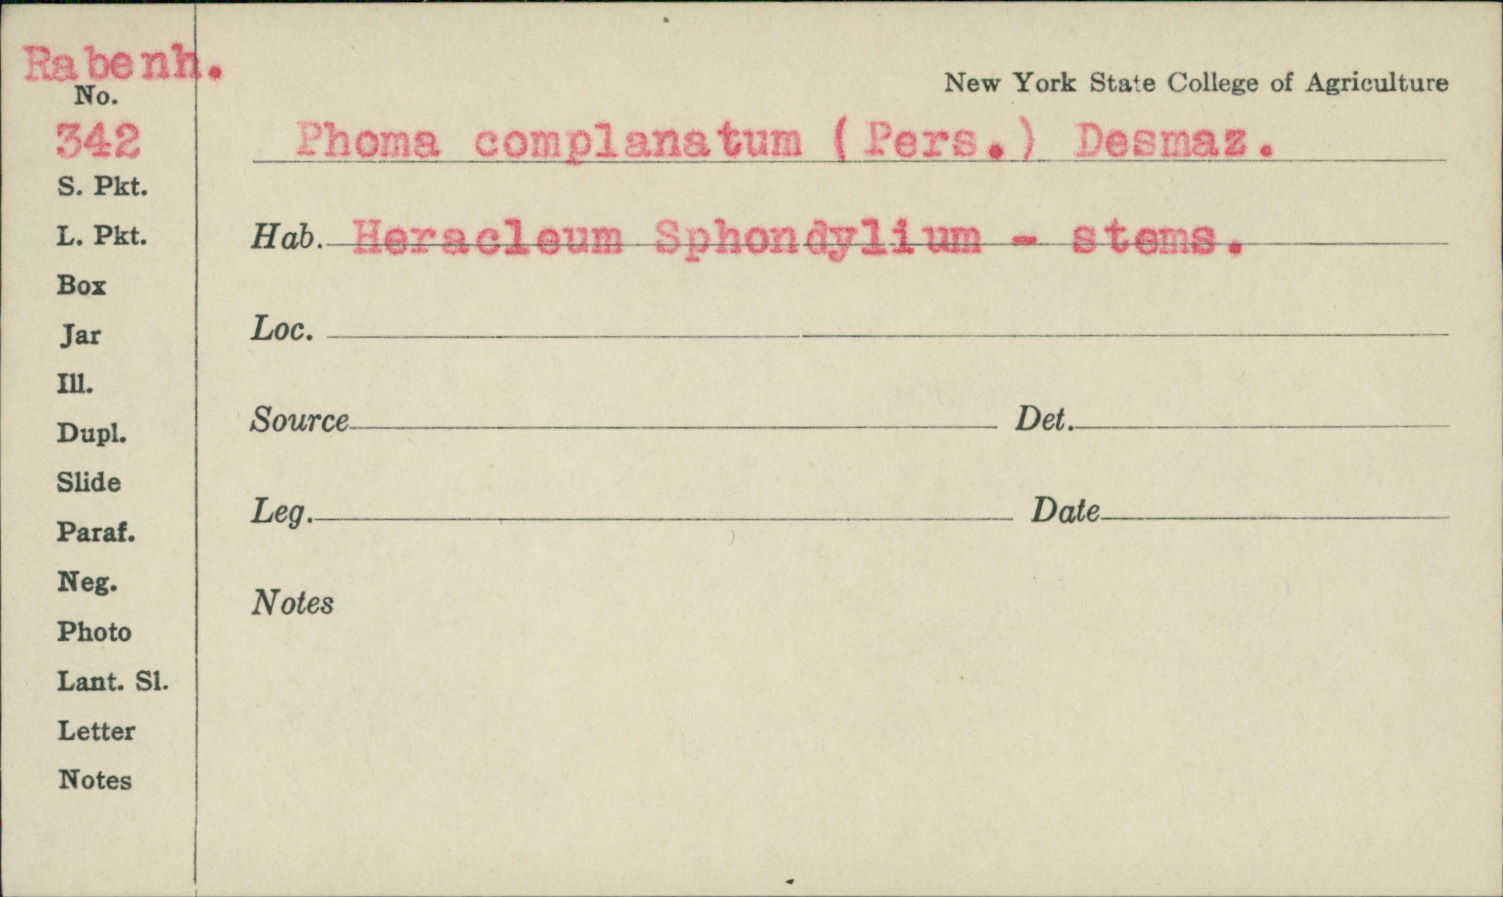 Rabenh.
No.
342
S. Pkt.
L. Pkt.
Box
Jar
Ill.
Dupl.
Slide
Paraf.
Neg.
Photo
Lant. Sl.
Letter
Notes
New York State College of Agriculture
Phoma complanatum (Pers.) Desmaz.
Hab. Heracleum Sphondylium - stems.
Loc.
Source Det.
Leg. Date
Notes